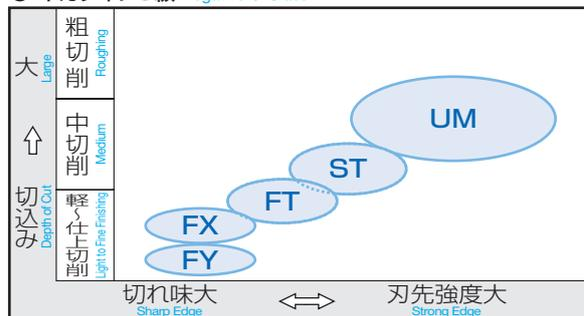 大
Large
切込み
Depth of Cut
粗切削
Roughing
中切削
Medium
軽~仕上切削
Light to Fine Finishing
UM
ST
FT
FX
FY
切れ味大
Sharp Edge
刃先強度大
Strong Edge